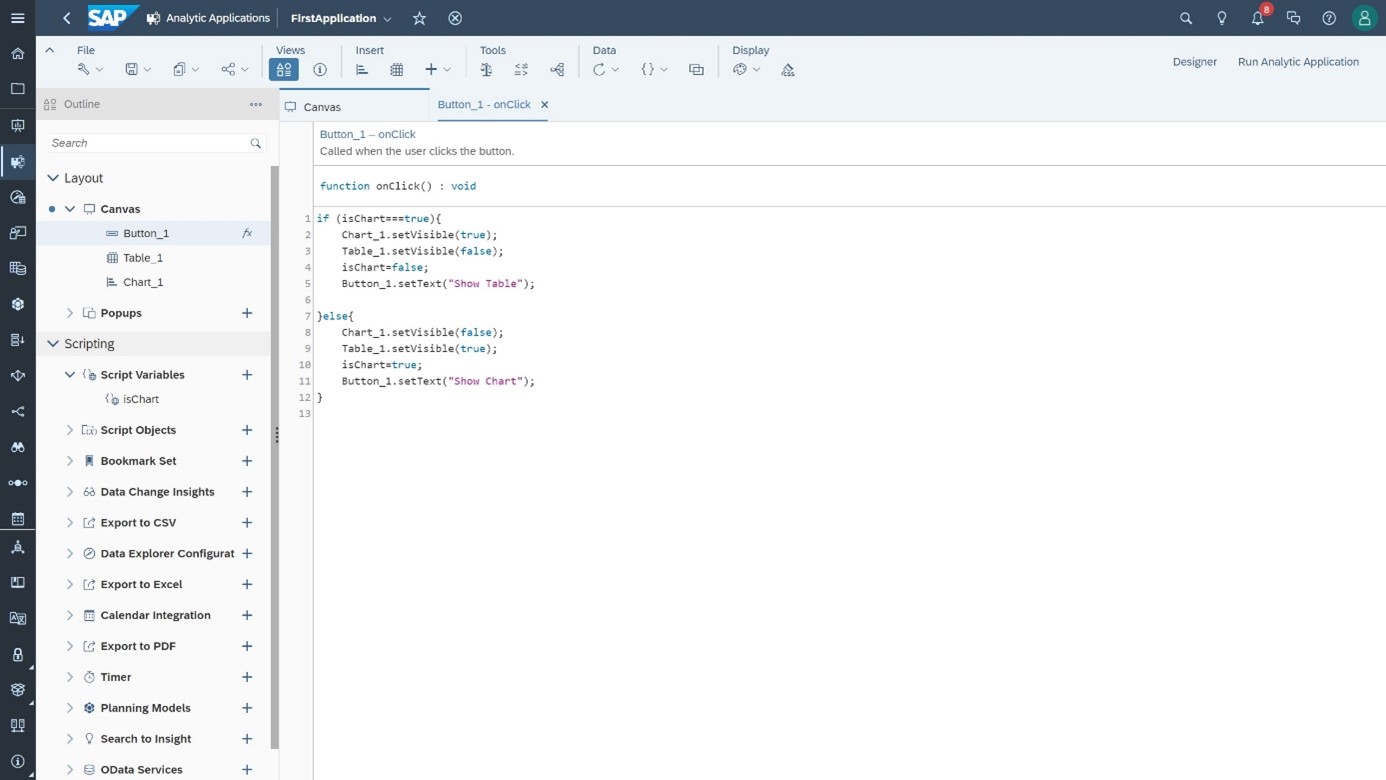 SAP Analytic Applications FirstApplication 8
File Views Insert Tools Data Display
Designer Run Analytic Application
Outline
Canvas Button_1 - onClick
Search
Button_1 – onClick
Called when the user clicks the button.
Layout
function onClick() : void
Canvas
Button_1 fx
Table_1
Chart_1
Popups
Scripting
Script Variables
isChart
Script Objects
Bookmark Set
Data Change Insights
Export to CSV
Data Explorer Configurat
Export to Excel
Calendar Integration
Export to PDF
Timer
Planning Models
Search to Insight
OData Services
1 if (isChart===true){
2 Chart_1.setVisible(true);
3 Table_1.setVisible(false);
4 isChart=false;
5 Button_1.setText("Show Table");
6
7 }else{
8 Chart_1.setVisible(false);
9 Table_1.setVisible(true);
10 isChart=true;
11 Button_1.setText("Show Chart");
12 }
13